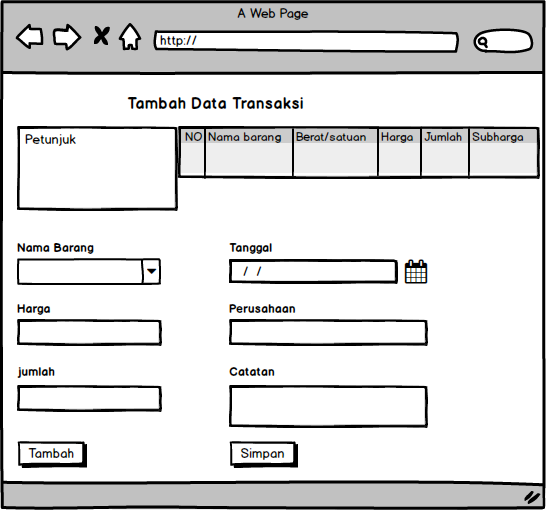 A Web Page
http://
Tambah Data Transaksi
Petunjuk
NO Nama barang Berat/satuan Harga Jumlah Subharga
Nama Barang
Tanggal
/ /
Harga
Perusahaan
jumlah
Catatan
Tambah
Simpan